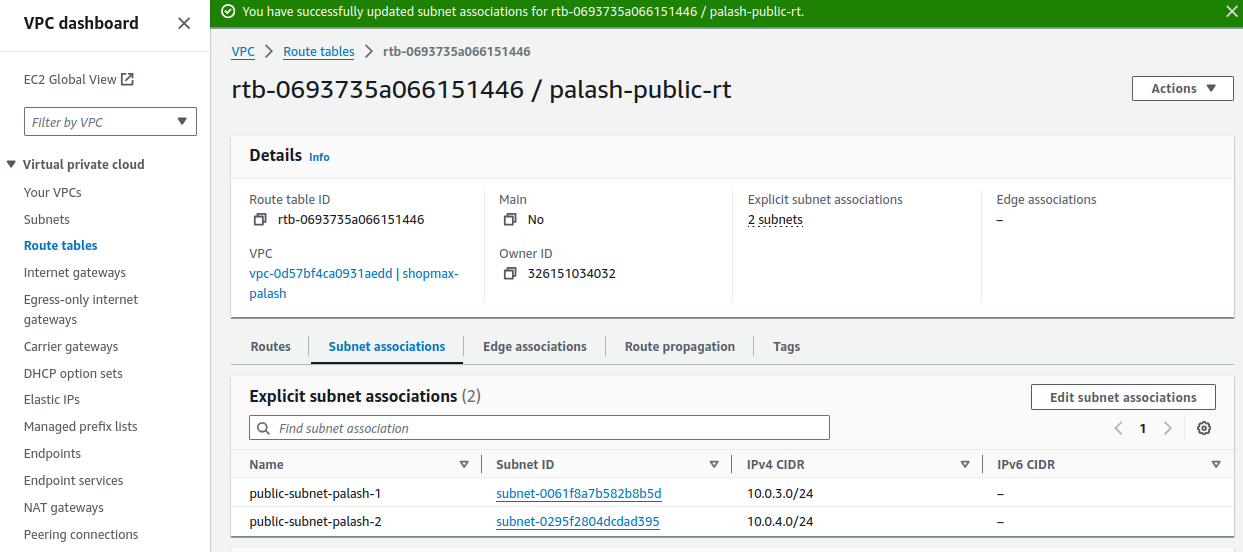 VPC dashboard
EC2 Global View
Filter by VPC
Virtual private cloud
Your VPCs
Subnets
Route tables
Internet gateways
Egress-only internet
gateways
Carrier gateways
DHCP option sets
Elastic IPs
Managed prefix lists
Endpoints
Endpoint services
NAT gateways
Peering connections
You have successfully updated subnet associations for rtb-0693735a066151446 / palash-public-rt.
VPC Route tables rtb-0693735a066151446
rtb-0693735a066151446 / palash-public-rt
Actions
Details Info
Route table ID
rtb-0693735a066151446
Main
No
Explicit subnet associations
2 subnets
Edge associations
–
VPC
vpc-0d57bf4ca0931aedd | shopmax-
palash
Owner ID
326151034032
Routes Subnet associations Edge associations Route propagation Tags
Explicit subnet associations (2)
Edit subnet associations
Find subnet association
1
Name Subnet ID IPv4 CIDR IPv6 CIDR
public-subnet-palash-1 subnet-0061f8a7b582b8b5d 10.0.3.0/24 –
public-subnet-palash-2 subnet-0295f2804dcdad395 10.0.4.0/24 –